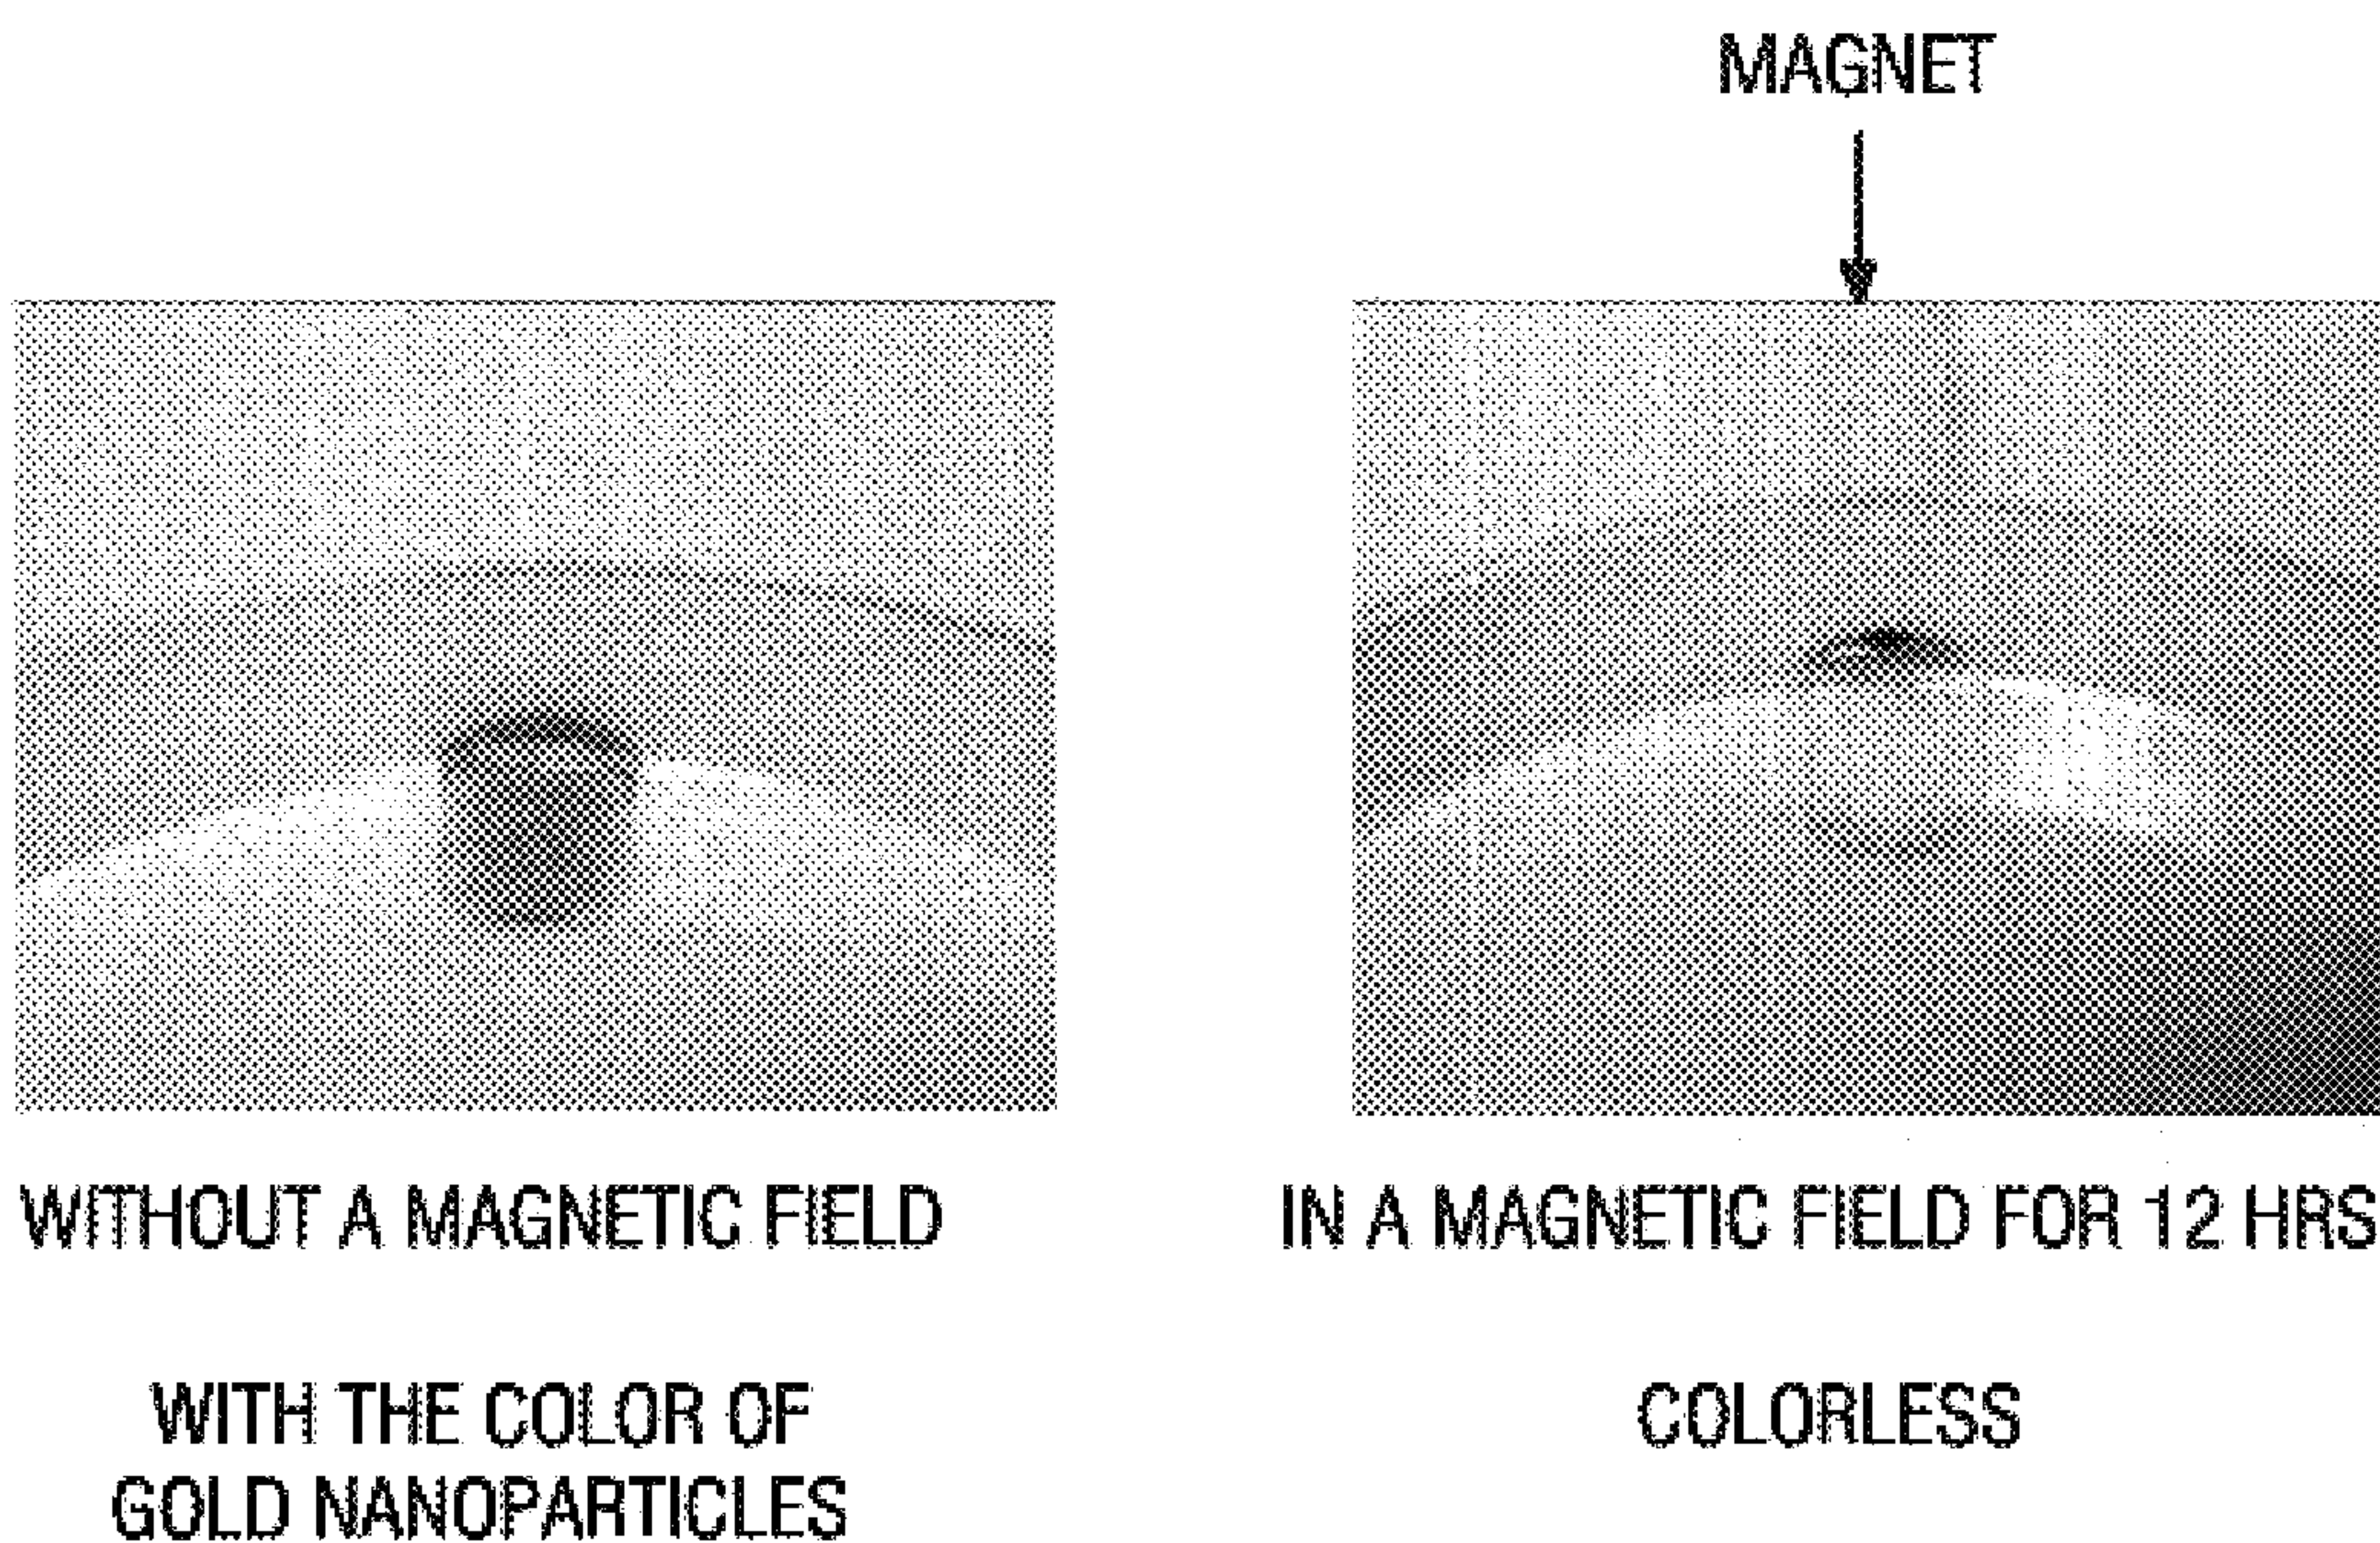 MAGNET
WITHOUT A MAGNETIC FIELD
IN A MAGNETIC FIELD FOR 12 HRS
WITH THE COLOR OF
GOLD NANOPARTICLES
COLORLESS